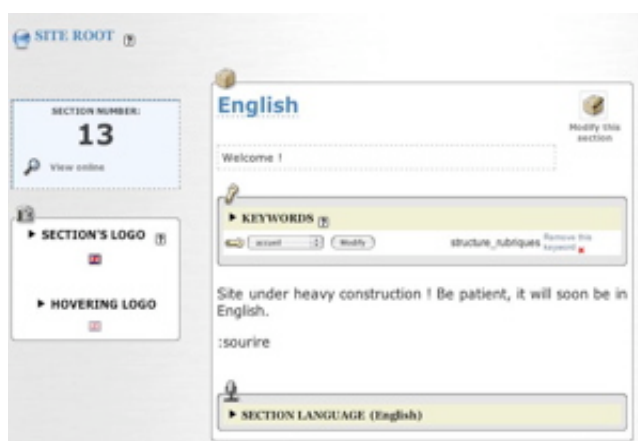 SITE ROOT
SECTION NUMBER:
13
View online
SECTION'S LOGO
HOVERING LOGO
English
Modify this
section
Welcome !
KEYWORDS
accueil
Modify
structure_rubriques
Remove this
keyword
Site under heavy construction ! Be patient, it will soon be in
English.
:sourire
SECTION LANGUAGE (English)